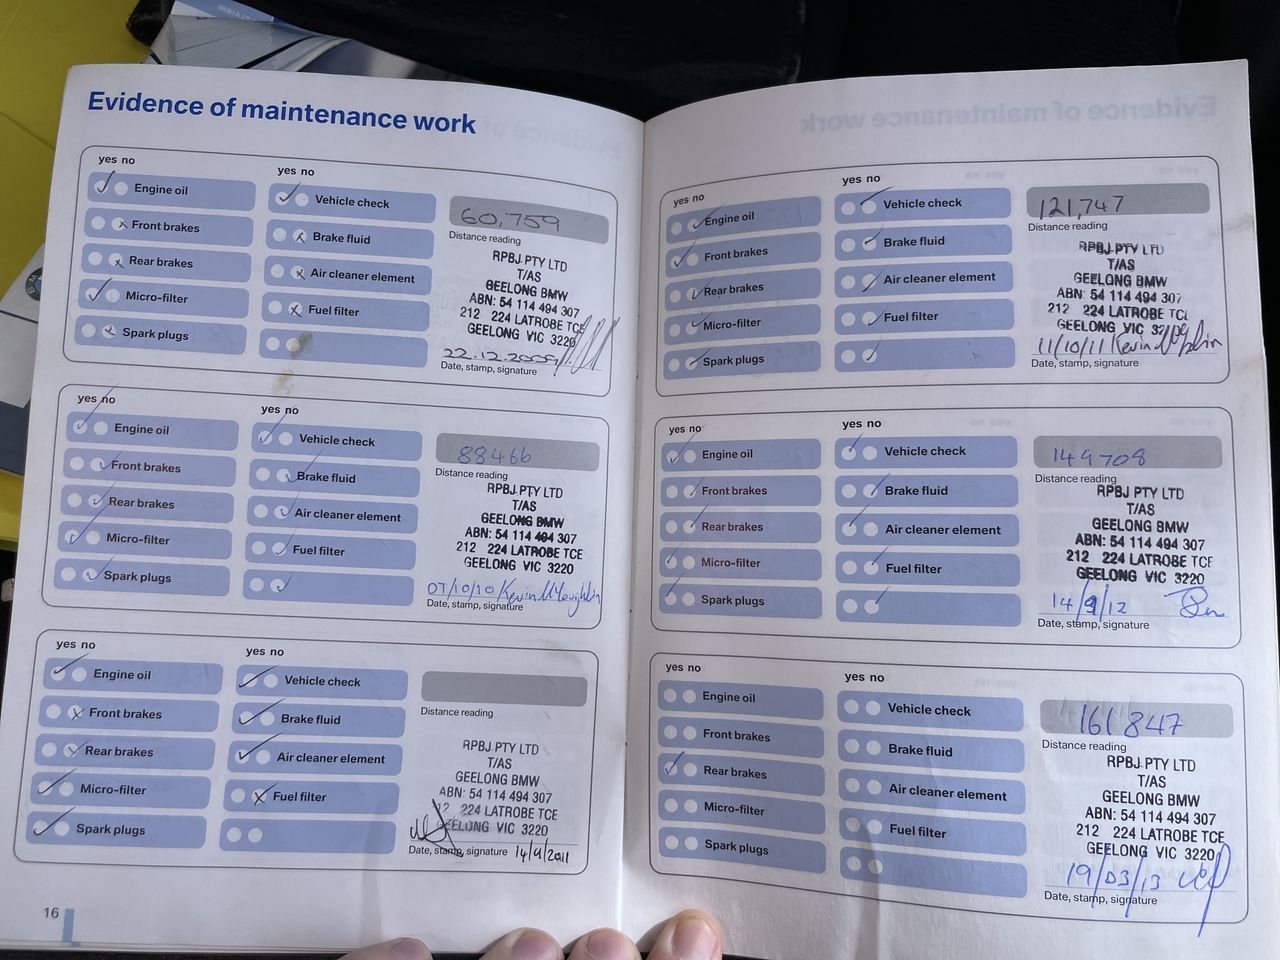 Evidence of maintenance work
yes no
yes no
Engine oil
Vehicle check
60,759
Front brakes
Brake fluid
Distance reading
Rear brakes
Air cleaner element
Micro-filter
Fuel filter
Spark plugs
RPBJ PTY LTD
T/AS
GEELONG BMW
ABN: 54 114 494 307
212 224 LATROBE TCE
GEELONG VIC 3220
22.12.2009
Date, stamp, signature
yes no
yes no
Engine oil
Vehicle check
88466
Front brakes
Brake fluid
Distance reading
Rear brakes
Air cleaner element
Micro-filter
Fuel filter
Spark plugs
RPBJ PTY LTD
T/AS
GEELONG BMW
ABN: 54 114 494 307
212 224 LATROBE TCE
GEELONG VIC 3220
07/10/10 Kevin
Date, stamp, signature
yes no
yes no
Engine oil
Vehicle check
Front brakes
Brake fluid
Distance reading
Rear brakes
Air cleaner element
Micro-filter
Fuel filter
Spark plugs
RPBJ PTY LTD
T/AS
GEELONG BMW
ABN: 54 114 494 307
12 224 LATROBE TCE
GEELONG VIC 3220
Date, stamp, signature 14/9/2011
16
yes no
yes no
Engine oil
Vehicle check
121,747
Front brakes
Brake fluid
Distance reading
Rear brakes
Air cleaner element
Micro-filter
Fuel filter
Spark plugs
RPBJ PTY LTD
T/AS
GEELONG BMW
ABN: 54 114 494 307
212 224 LATROBE TCE
GEELONG VIC 3220
11/10/11 Kevin
Date, stamp, signature
yes no
yes no
Engine oil
Vehicle check
149708
Front brakes
Brake fluid
Distance reading
Rear brakes
Air cleaner element
Micro-filter
Fuel filter
Spark plugs
RPBJ PTY LTD
T/AS
GEELONG BMW
ABN: 54 114 494 307
212 224 LATROBE TCE
GEELONG VIC 3220
14/9/12
Date, stamp, signature
yes no
yes no
Engine oil
Vehicle check
161847
Front brakes
Brake fluid
Distance reading
Rear brakes
Air cleaner element
Micro-filter
Fuel filter
Spark plugs
RPBJ PTY LTD
T/AS
GEELONG BMW
ABN: 54 114 494 307
212 224 LATROBE TCE
GEELONG VIC 3220
19/03/13
Date, stamp, signature